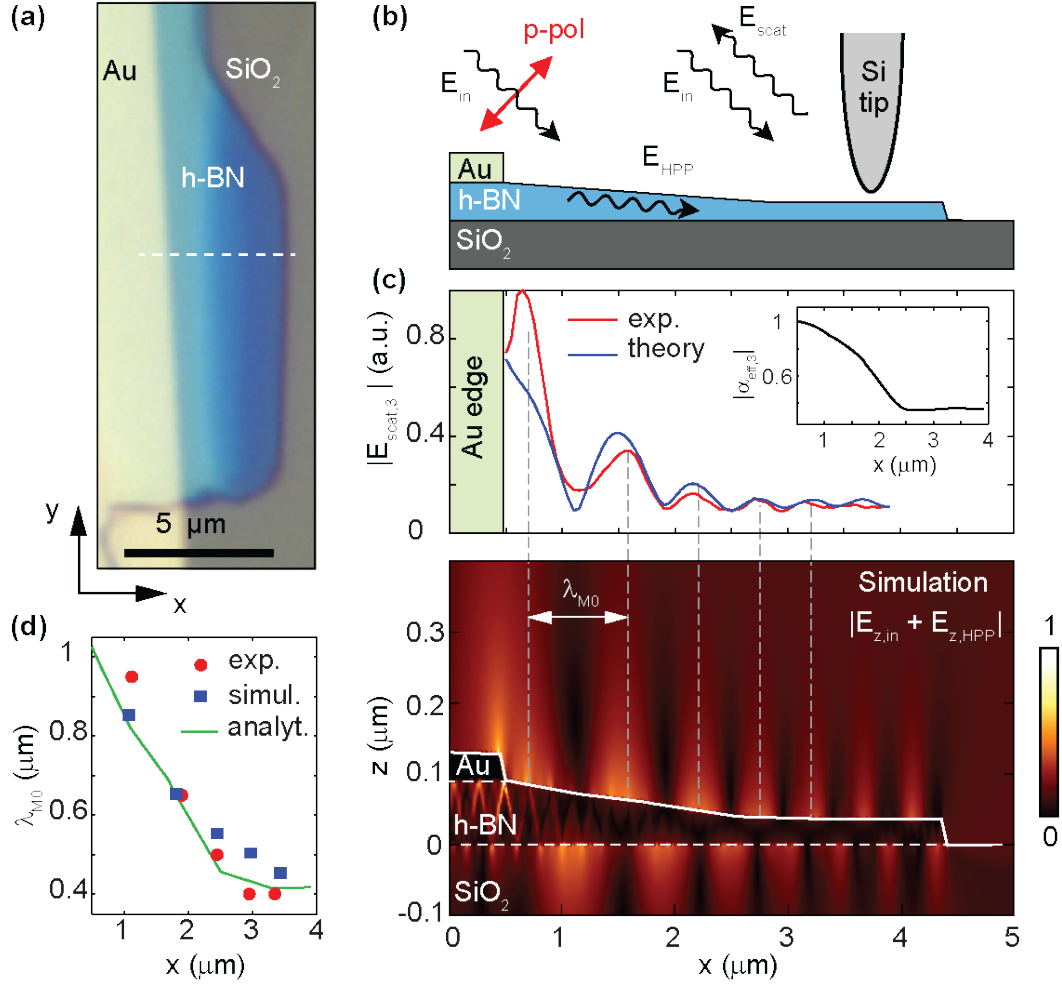 (a)
Au
SiO2
h-BN
5 μm
y
x
(b)
p-pol
Ein
Escat
Ein
Si
tip
EHPP
Au
h-BN
SiO2
(c)
|Escat,3| (a.u.)
0.8
0.4
0
Au edge
exp.
theory
|αeff,3|
1
0.6
1 2 3 4
x (μm)
Simulation
|Ez,in + Ez,HPP|
λM0
z (μm)
0.3
0.2
0.1
0
-0.1
Au
h-BN
SiO2
0 1 2 3 4 5
x (μm)
1
0
(d)
λM0 (μm)
1
0.8
0.6
0.4
exp.
simul.
analyt.
1 2 3 4
x (μm)